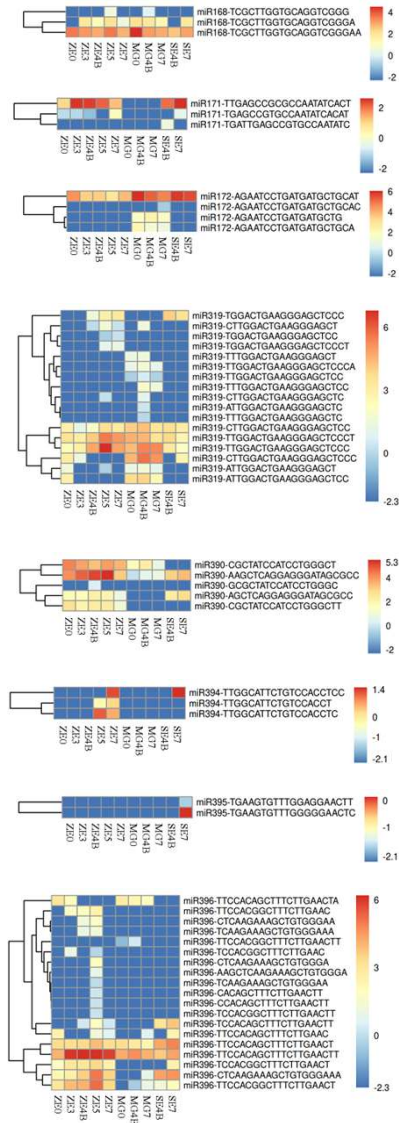 miR168-TCGCTTGGTGCAGGTCGGG
miR168-TCGCTTGGTGCAGGTCGGGA
miR168-TCGCTTGGTGCAGGTCGGGAA
4
2
0
-2
ZE0 ZE3 ZE4B ZE5 ZE7 MG0 MG4B MG7 SE4B SE7
miR171-TTGAGCCGCGCCAATATCACT
miR171-TGAGCCGTGCCAATATCACAT
miR171-TGATTGAGCCGTGCCAATATC
2
0
-2
ZE0 ZE3 ZE4B ZE5 ZE7 MG0 MG4B MG7 SE4B SE7
miR172-AGAATCCTGATGATGCTGCAT
miR172-AGAATCCTGATGATGCTGCAC
miR172-AGAATCCTGATGATGCTG
miR172-AGAATCCTGATGATGCTGCA
6
4
2
0
-2
ZE0 ZE3 ZE4B ZE5 ZE7 MG0 MG4B MG7 SE4B SE7
miR319-TGGACTGAAGGGAGCTCCC
miR319-CTTGGACTGAAGGGAGCT
miR319-TTGGACTGAAGGGAGCTCC
miR319-TGGACTGAAGGGAGCTCCCT
miR319-TTTGGACTGAAGGGAGCT
miR319-TTGGACTGAAGGGAGCTCCCA
miR319-TTGGACTGAAGGGAGCTCC
miR319-TTTGGACTGAAGGGAGCTCC
miR319-CTTGGACTGAAGGGAGCTC
miR319-ATTGGACTGAAGGGAGCTC
miR319-TTTGGACTGAAGGGAGCTC
miR319-CTTGGACTGAAGGGAGCTCC
miR319-TTGGACTGAAGGGAGCTCCCT
miR319-TTGGACTGAAGGGAGCTCCC
miR319-CTTGGACTGAAGGGAGCTCCC
miR319-ATTGGACTGAAGGGAGCT
miR319-ATTGGACTGAAGGGAGCTCC
6
3
0
-2.3
ZE0 ZE3 ZE4B ZE5 ZE7 MG0 MG4B MG7 SE4B SE7
miR390-CGCTATCCATCCTGGGCT
miR390-AAGCTCAGGAGGGATAGCGCC
miR390-GCGCTATCCATCCTGGGC
miR390-AGCTCAGGAGGGATAGCGCC
miR390-CGCTATCCATCCTGGGCTT
5.3
4
2
0
-2
ZE0 ZE3 ZE4B ZE5 ZE7 MG0 MG4B MG7 SE4B SE7
miR394-TTGGCATTCTGTCCACCTCC
miR394-TTGGCATTCTGTCCACCT
miR394-TTGGCATTCTGTCCACCTC
1.4
0
-1
-2.1
ZE0 ZE3 ZE4B ZE5 ZE7 MG0 MG4B MG7 SE4B SE7
miR395-TGAAGTGTTTGGAGGAACTT
miR395-TTGAAGTGTTTGGGGGAACTC
0
-1
-2.1
ZE0 ZE3 ZE4B ZE5 ZE7 MG0 MG4B MG7 SE4B SE7
miR396-TTCCACAGCTTTCTTGAACTA
miR396-TTCCACGGCTTTCTTGAAC
miR396-CTCAAGAAAGCTGTGGGAA
miR396-TCAAGAAAGCTGTGGGAAA
miR396-TTCCACGGCTTTCTTGAACTT
miR396-TCCACGGCTTTCTTGAAC
miR396-CTCAAGAAAGCTGTGGGA
miR396-AAGCTCAAGAAAGCTGTGGGA
miR396-TCAAGAAAGCTGTGGGAA
miR396-CACAGCTTTCTTGAACTT
miR396-CCACAGCTTTCTTGAACTT
miR396-TCCACGGCTTTCTTGAACTT
miR396-TCCACAGCTTTCTTGAACTT
miR396-TTCCACAGCTTTCTTGAAC
miR396-TTCCACAGCTTTCTTGAACT
miR396-TTCCACAGCTTTCTTGAACTT
miR396-TCCACAGCTTTCTTGAACT
miR396-CTCAAGAAAGCTGTGGGAAA
miR396-TTCCACGGCTTTCTTGAACT
6
3
0
-2.3
ZE0 ZE3 ZE4B ZE5 ZE7 MG0 MG4B MG7 SE4B SE7